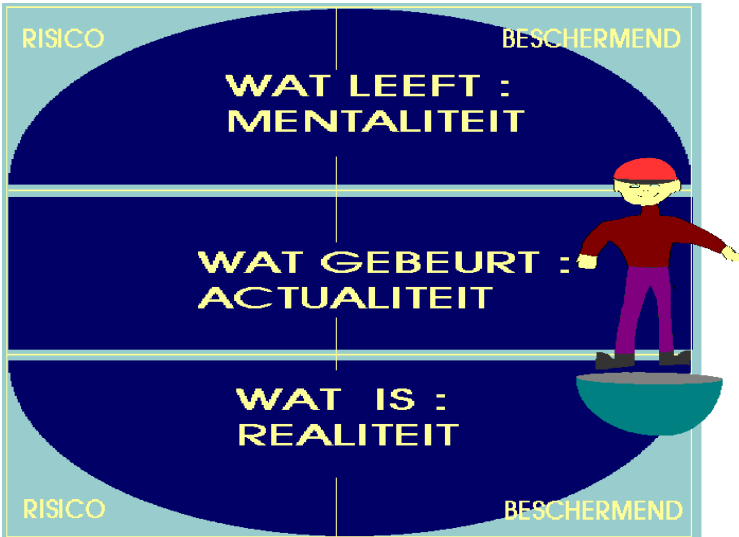 RISICO
BESCHERMEND
WAT LEEFT :
MENTALITEIT
WAT GEBEURT :
ACTUALITEIT
WAT IS :
REALITEIT
RISICO
BESCHERMEND